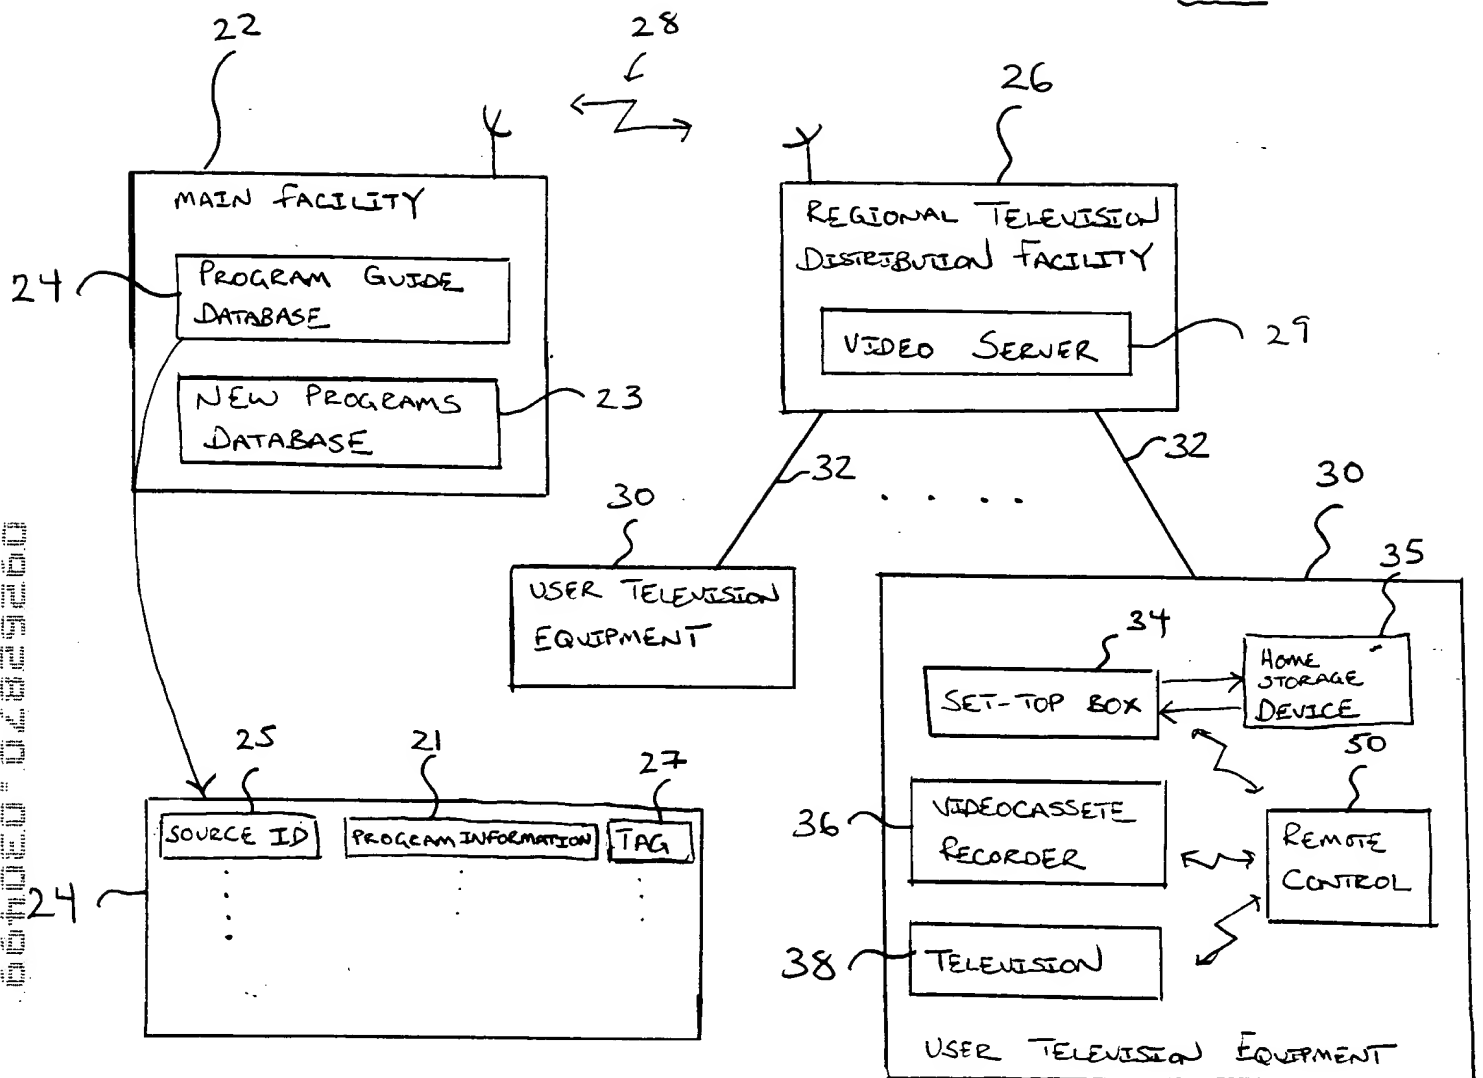 22
28
26
MAIN FACILITY
24
PROGRAM GUIDE
DATABASE
NEW PROGRAMS
DATABASE
23
REGIONAL TELEVISION
DISTRIBUTION FACILITY
VIDEO SERVER
29
32
32
. . . .
30
USER TELEVISION
EQUIPMENT
30
35
34
SET-TOP BOX
HOME
STORAGE
DEVICE
50
36
VIDEOCASSETE
RECORDER
REMOTE
CONTROL
38
TELEVISION
USER TELEVISION EQUIPMENT
25
21
27
SOURCE ID
PROGRAM INFORMATION
TAG
24